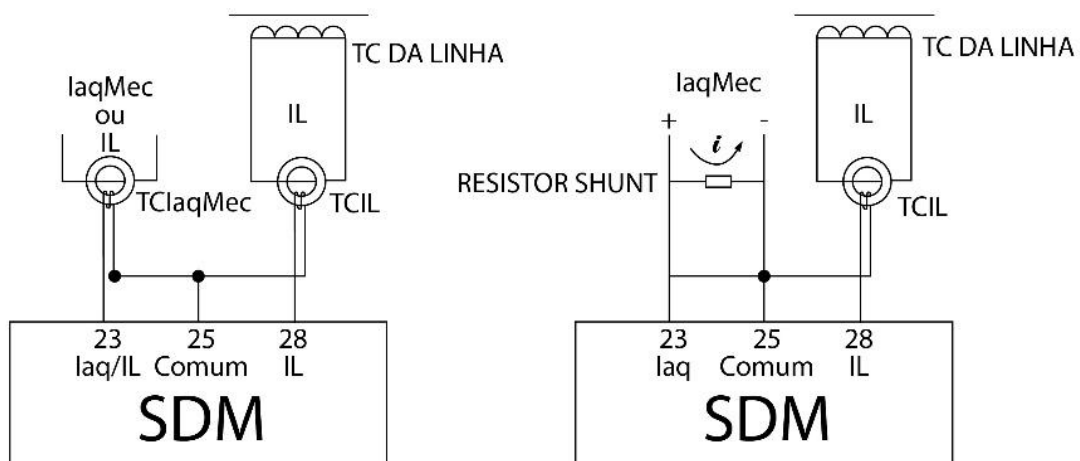 TC DA LINHA
IaqMec
ou
IL
IL
TCIaqMec
TCIL
23
25
28
Iaq/IL
Comum
IL
SDM
TC DA LINHA
IaqMec
+
-
i
IL
RESISTOR SHUNT
TCIL
23
25
28
Iaq
Comum
IL
SDM